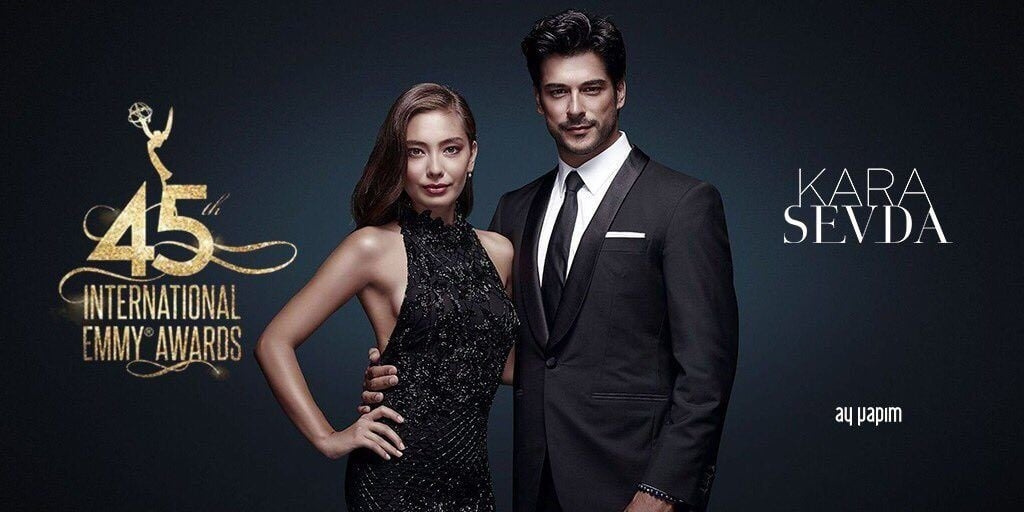 45th
INTERNATIONAL
EMMY® AWARDS
KARA
SEVDA
ay yapım